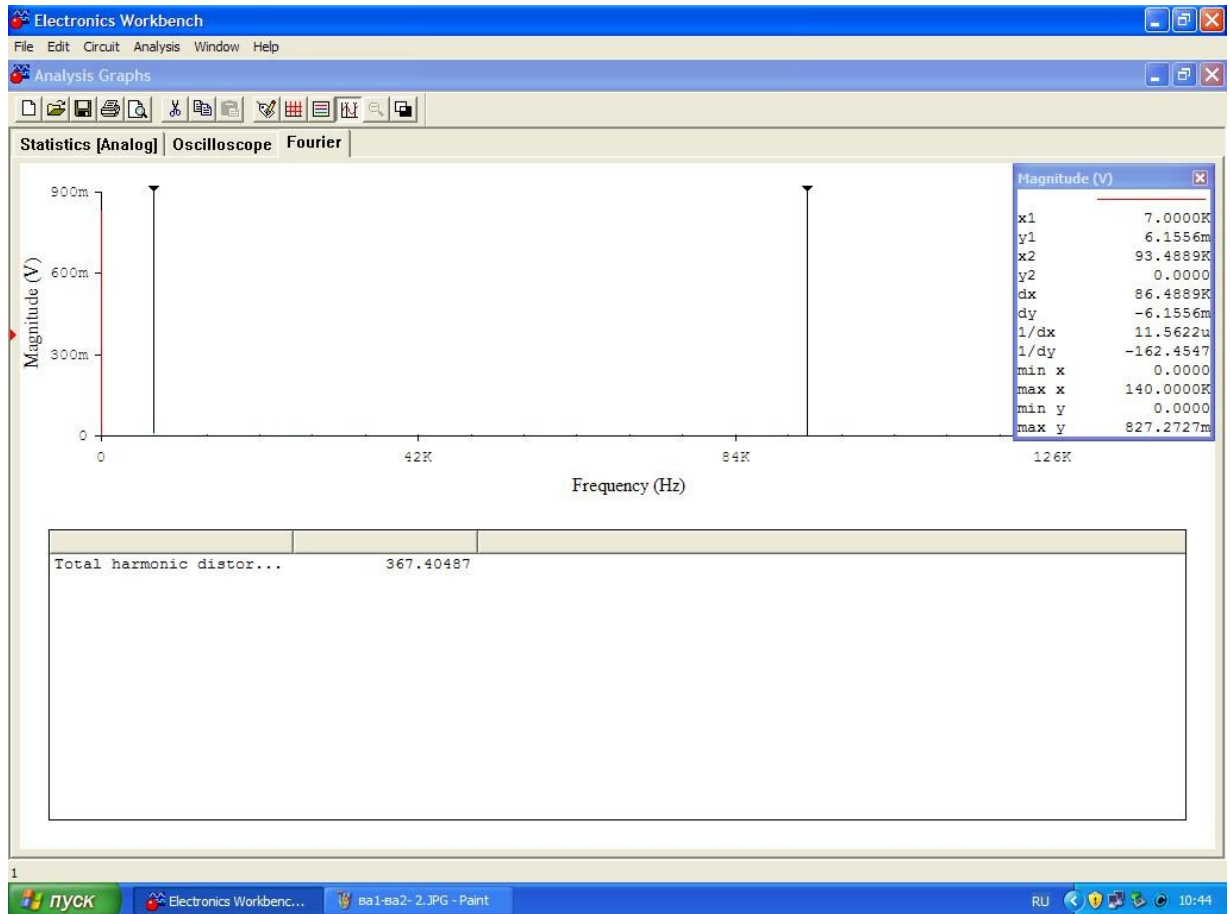 Electronics Workbench
File Edit Circuit Analysis Window Help
Analysis Graphs
Statistics [Analog] Oscilloscope Fourier
Magnitude (V)
900m
600m
300m
0
0 42K 84K 126K
Frequency (Hz)
Magnitude (V)
x1 7.0000K
y1 6.1556m
x2 93.4889K
y2 0.0000
dx 86.4889K
dy -6.1556m
1/dx 11.5622u
1/dy -162.4547
min x 0.0000
max x 140.0000K
min y 0.0000
max y 827.2727m
Total harmonic distor... 367.40487
1
пуск Electronics Workbenc... ва1-ва2- 2.JPG - Paint RU 10:44